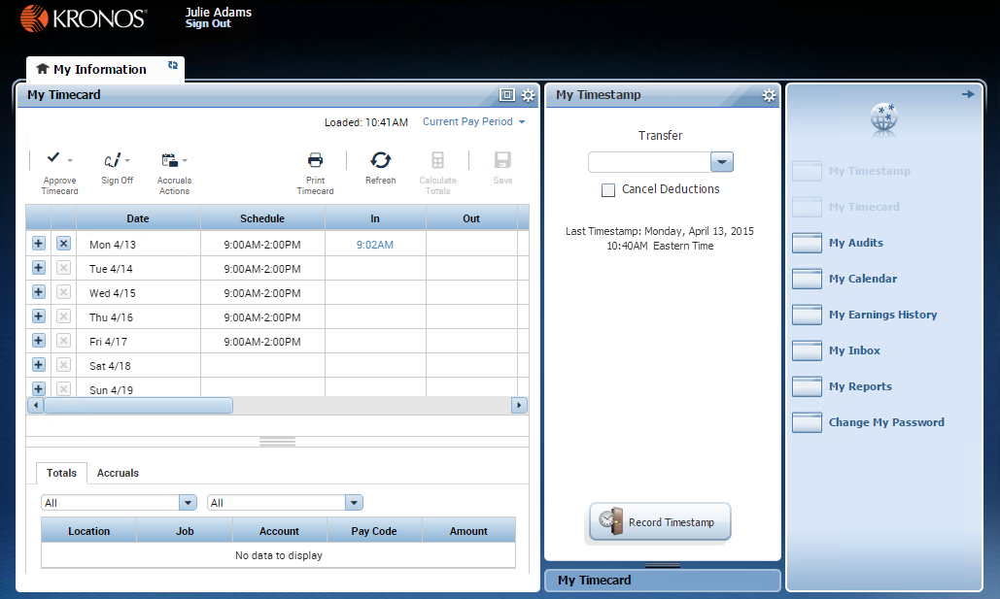 KRONOS
Julie Adams
Sign Out
My Information
My Timecard
Loaded: 10:41AM Current Pay Period
Approve Timecard
Sign Off
Accruals Actions
Print Timecard
Refresh
Calculate Totals
Save
Date Schedule In Out
Mon 4/13 9:00AM-2:00PM 9:02AM
Tue 4/14 9:00AM-2:00PM
Wed 4/15 9:00AM-2:00PM
Thu 4/16 9:00AM-2:00PM
Fri 4/17 9:00AM-2:00PM
Sat 4/18
Sun 4/19
Totals Accruals
All All
Location Job Account Pay Code Amount
No data to display
My Timestamp
Transfer
Cancel Deductions
Last Timestamp: Monday, April 13, 2015
10:40AM Eastern Time
Record Timestamp
My Timecard
My Timestamp
My Timecard
My Audits
My Calendar
My Earnings History
My Inbox
My Reports
Change My Password